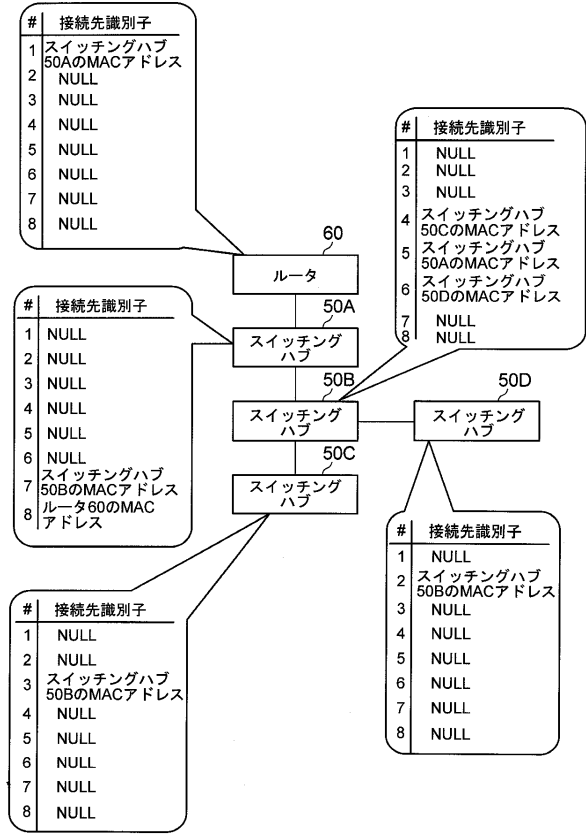 # 接続先識別子
1 スイッチングハブ
50AのMACアドレス
2 NULL
3 NULL
4 NULL
5 NULL
6 NULL
7 NULL
8 NULL
# 接続先識別子
1 NULL
2 NULL
3 NULL
4 スイッチングハブ
50CのMACアドレス
5 スイッチングハブ
50AのMACアドレス
6 スイッチングハブ
50DのMACアドレス
7 NULL
8 NULL
60
ルータ
50A
スイッチング
ハブ
50B
スイッチング
ハブ
50D
スイッチング
ハブ
50C
スイッチング
ハブ
# 接続先識別子
1 NULL
2 NULL
3 NULL
4 NULL
5 NULL
6 NULL
7 スイッチングハブ
50BのMACアドレス
8 ルータ60のMAC
アドレス
# 接続先識別子
1 NULL
2 スイッチングハブ
50BのMACアドレス
3 NULL
4 NULL
5 NULL
6 NULL
7 NULL
8 NULL
# 接続先識別子
1 NULL
2 NULL
3 スイッチングハブ
50BのMACアドレス
4 NULL
5 NULL
6 NULL
7 NULL
8 NULL